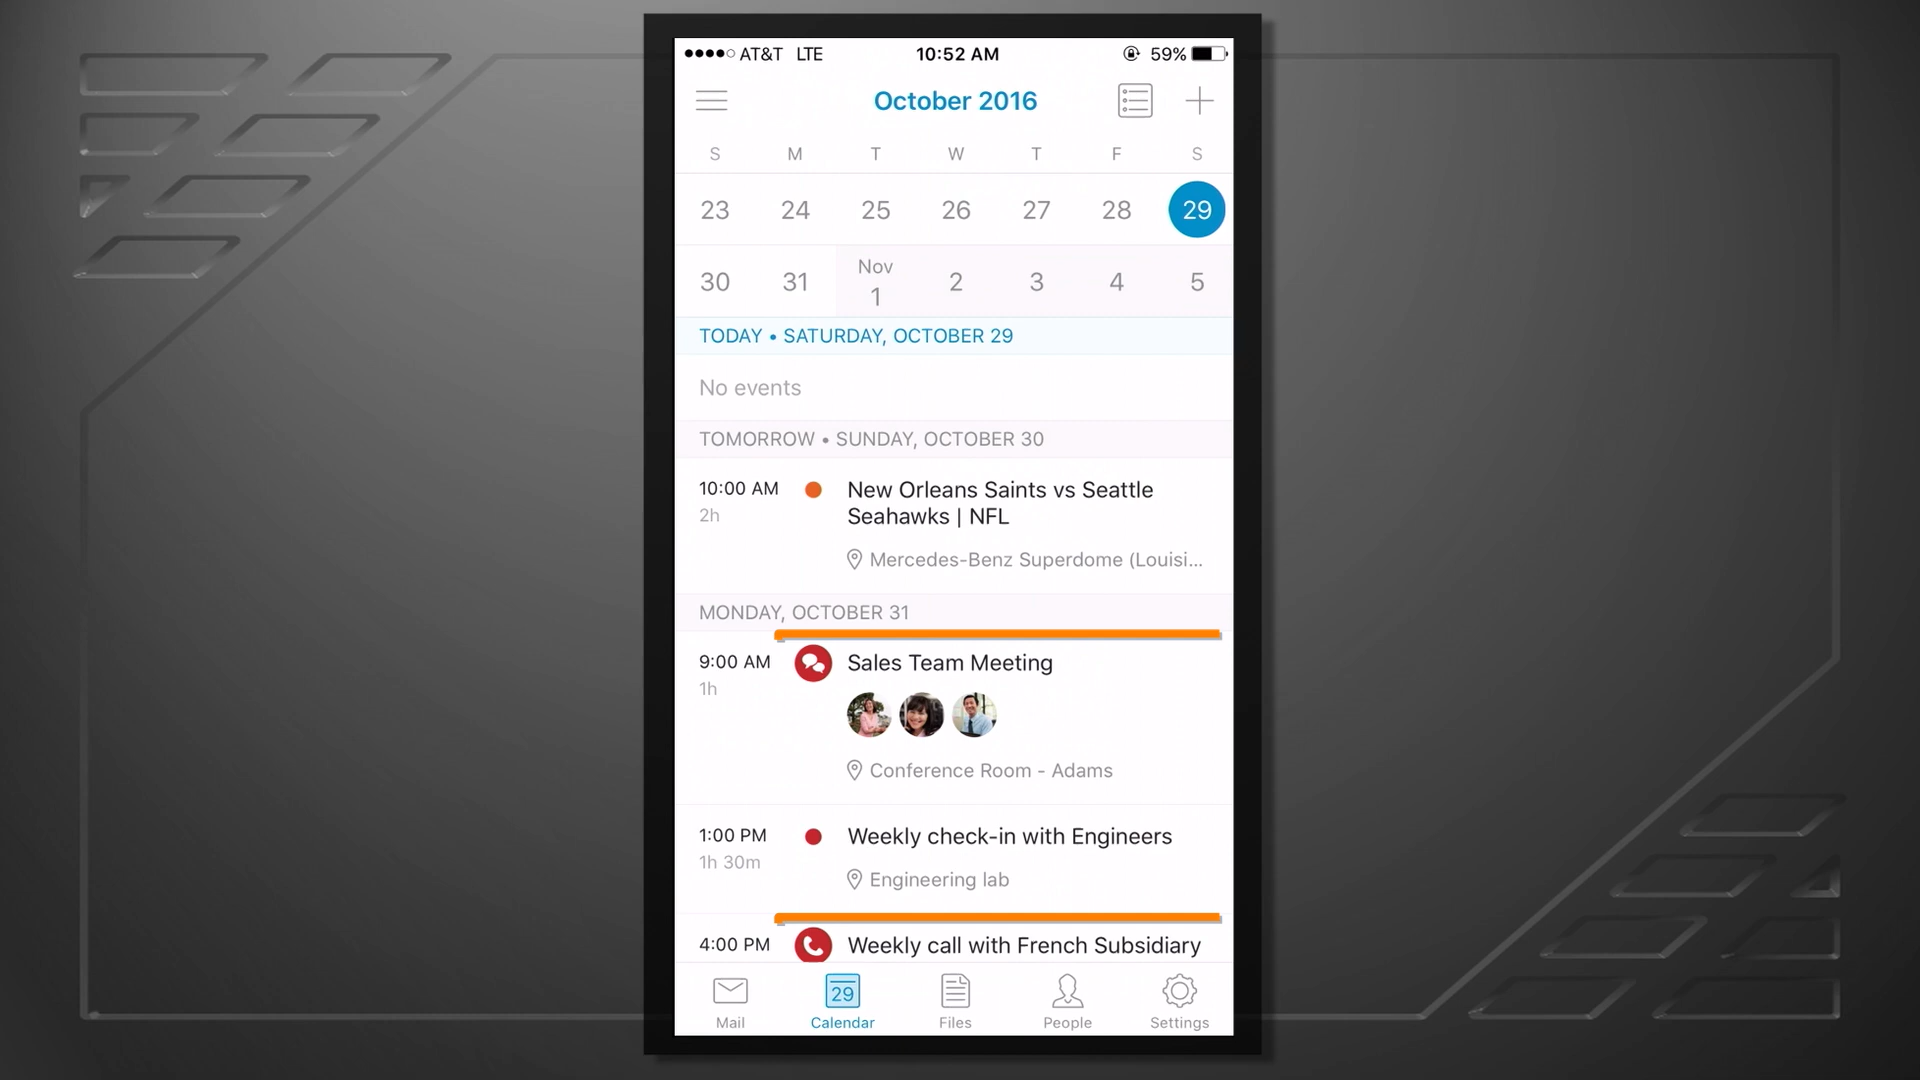 AT&T LTE 10:52 AM 59%
October 2016
S M T W T F S
23 24 25 26 27 28 29
30 31 Nov 1 2 3 4 5
TODAY • SATURDAY, OCTOBER 29
No events
TOMORROW • SUNDAY, OCTOBER 30
10:00 AM New Orleans Saints vs Seattle
2h Seahawks | NFL
Mercedes-Benz Superdome (Louisi...
MONDAY, OCTOBER 31
9:00 AM Sales Team Meeting
1h
Conference Room - Adams
1:00 PM Weekly check-in with Engineers
1h 30m
Engineering lab
4:00 PM Weekly call with French Subsidiary
29
Mail Calendar Files People Settings